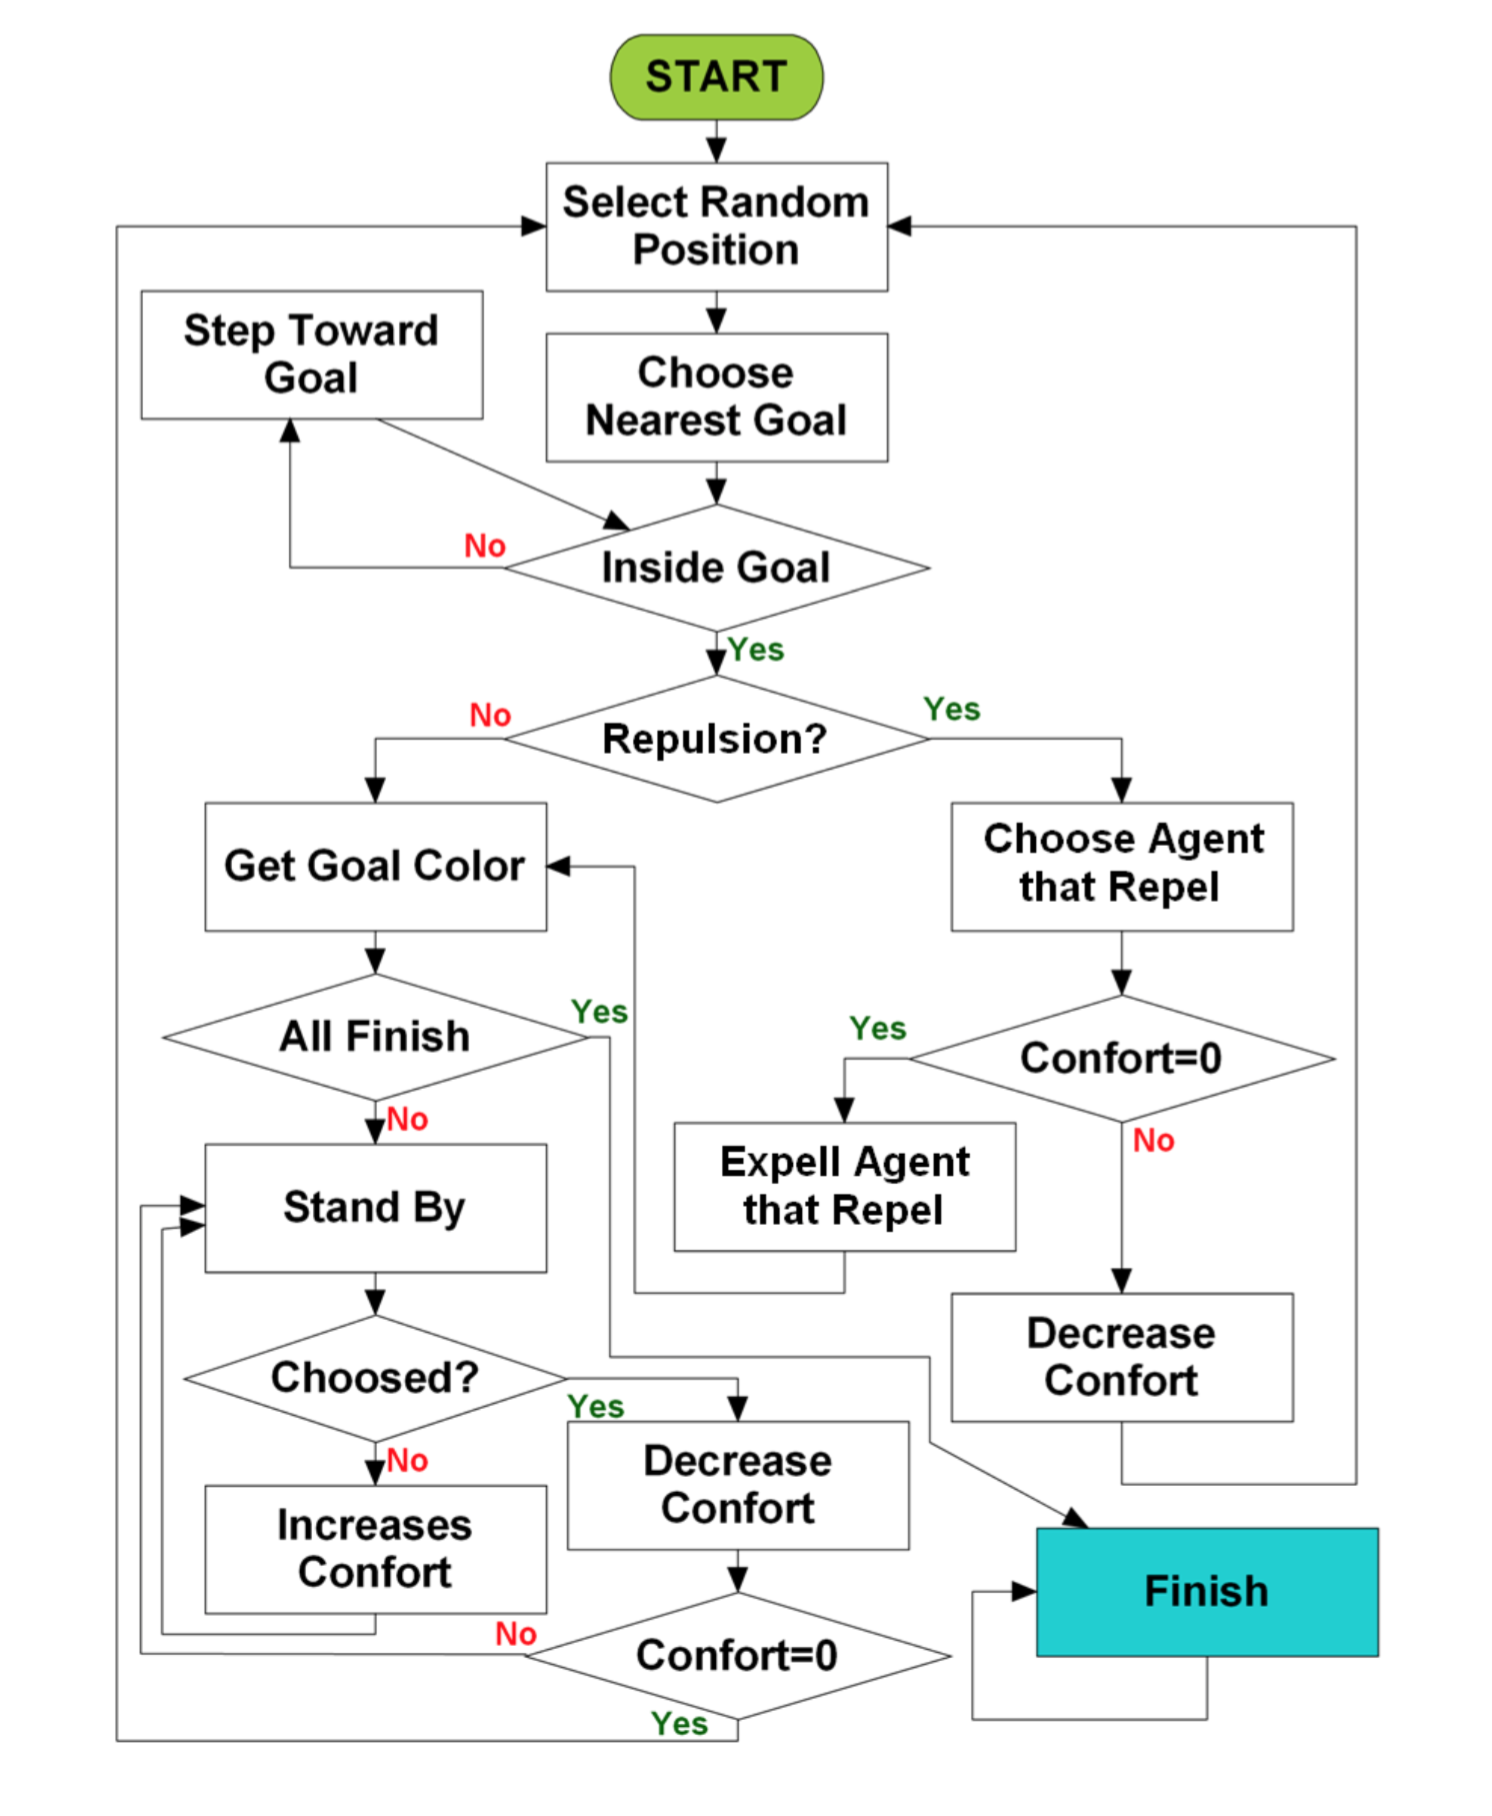 START
Select Random
Position
Step Toward
Goal
Choose
Nearest Goal
No
Inside Goal
Yes
No
Repulsion?
Yes
Get Goal Color
Choose Agent
that Repel
All Finish
Yes
Yes
Confort=0
No
No
Expell Agent
that Repel
Stand By
Decrease
Confort
Choosed?
Yes
No
Decrease
Confort
Increases
Confort
Finish
No
Confort=0
Yes